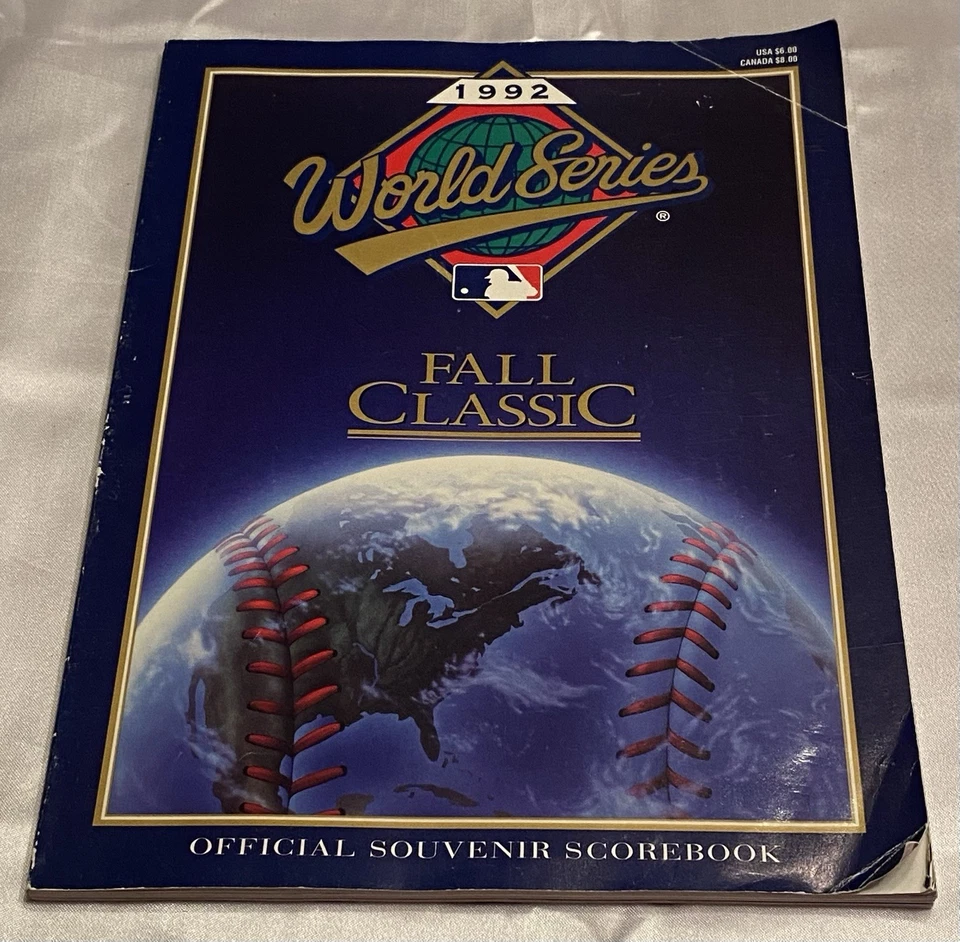 USA $6.00
CANADA $8.00
1992
World Series
®
FALL
CLASSIC
OFFICIAL SOUVENIR SCOREBOOK